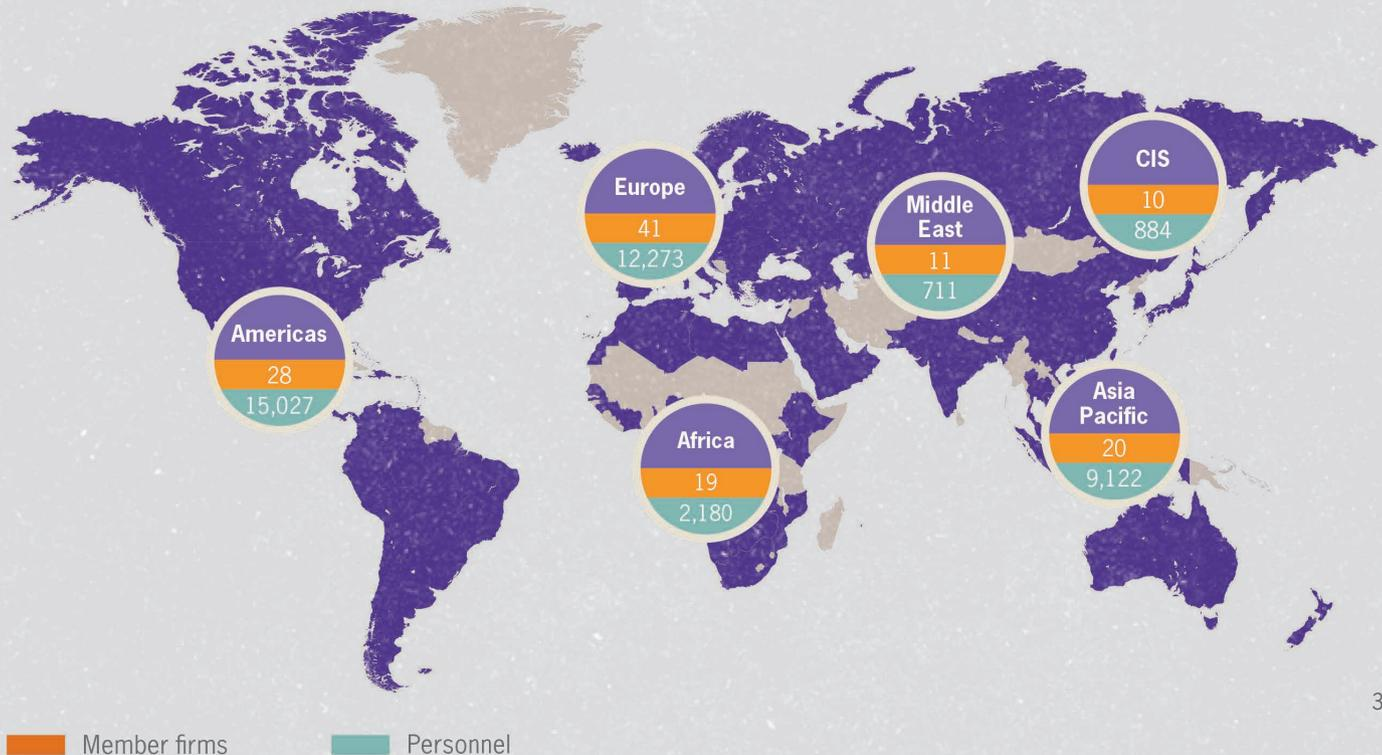 CIS
10
884
Europe
41
12,273
Middle
East
11
711
Americas
28
15,027
Asia
Pacific
20
9,122
Africa
19
2,180
3
Member firms
Personnel